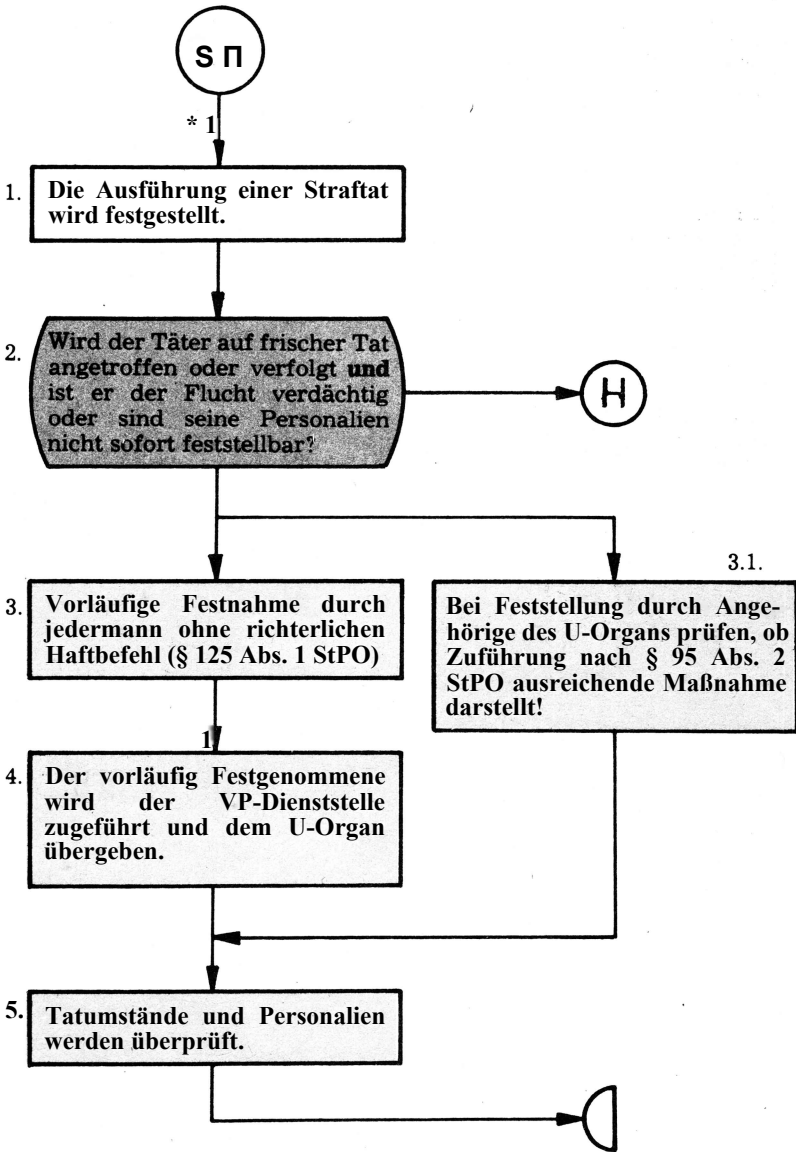 S П
* 1
1. Die Ausführung einer Straftat
wird festgestellt.
2. Wird der Täter auf frischer Tat
angetroffen oder verfolgt und
ist er der Flucht verdächtig
oder sind seine Personalien
nicht sofort feststellbar?
H
3. Vorläufige Festnahme durch
jedermann ohne richterlichen
Haftbefehl (§ 125 Abs. 1 StPO)
3.1.
Bei Feststellung durch Ange-
hörige des U-Organs prüfen, ob
Zuführung nach § 95 Abs. 2
StPO ausreichende Maßnahme
darstellt!
1
4. Der vorläufig Festgenommene
wird der VP-Dienststelle
zugeführt und dem U-Organ
übergeben.
5. Tatumstände und Personalien
werden überprüft.